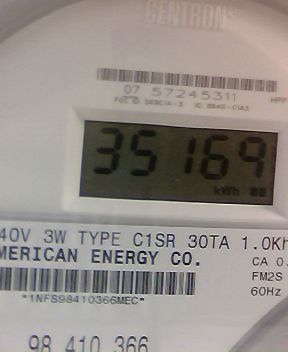 CENTRON
07 57245311
35169
kWh
40V 3W TYPE C1SR 30TA 1.0Kh
MERICAN ENERGY CO.
CA 0.
FM2S
60Hz
*1NFS98410366MEC*
98 410 366